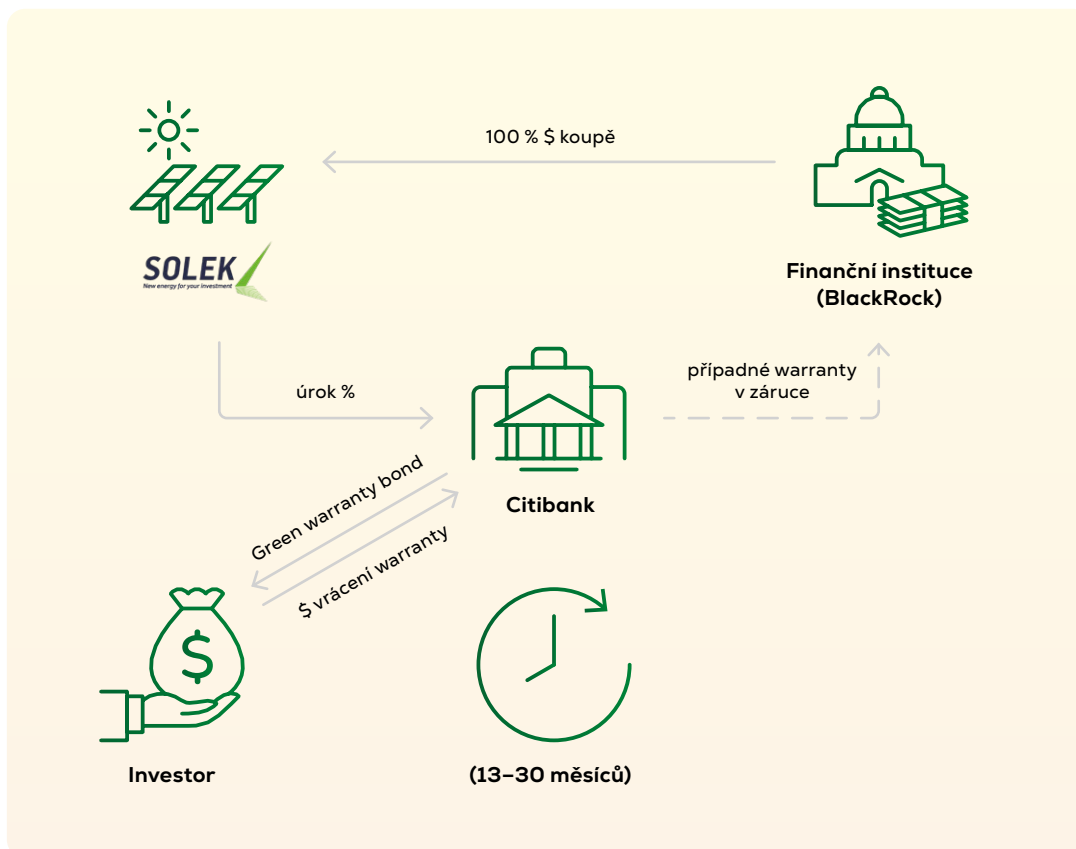 100 % $ koupě
SOLEK
New energy for your investment
Finanční instituce
(BlackRock)
úrok %
případné warranty
v záruce
Citibank
Green warranty bond
$ vrácení warranty
$
Investor
(13–30 měsíců)